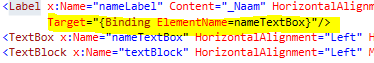 <Label x:Name="nameLabel" Content="_Naam" HorizontalAlignmen
Target="{Binding ElementName=nameTextBox}"/>
<TextBox x:Name="nameTextBox" HorizontalAlignment="Left" H
<TextBlock x:Name="textBlock" HorizontalAlignment="Left" M